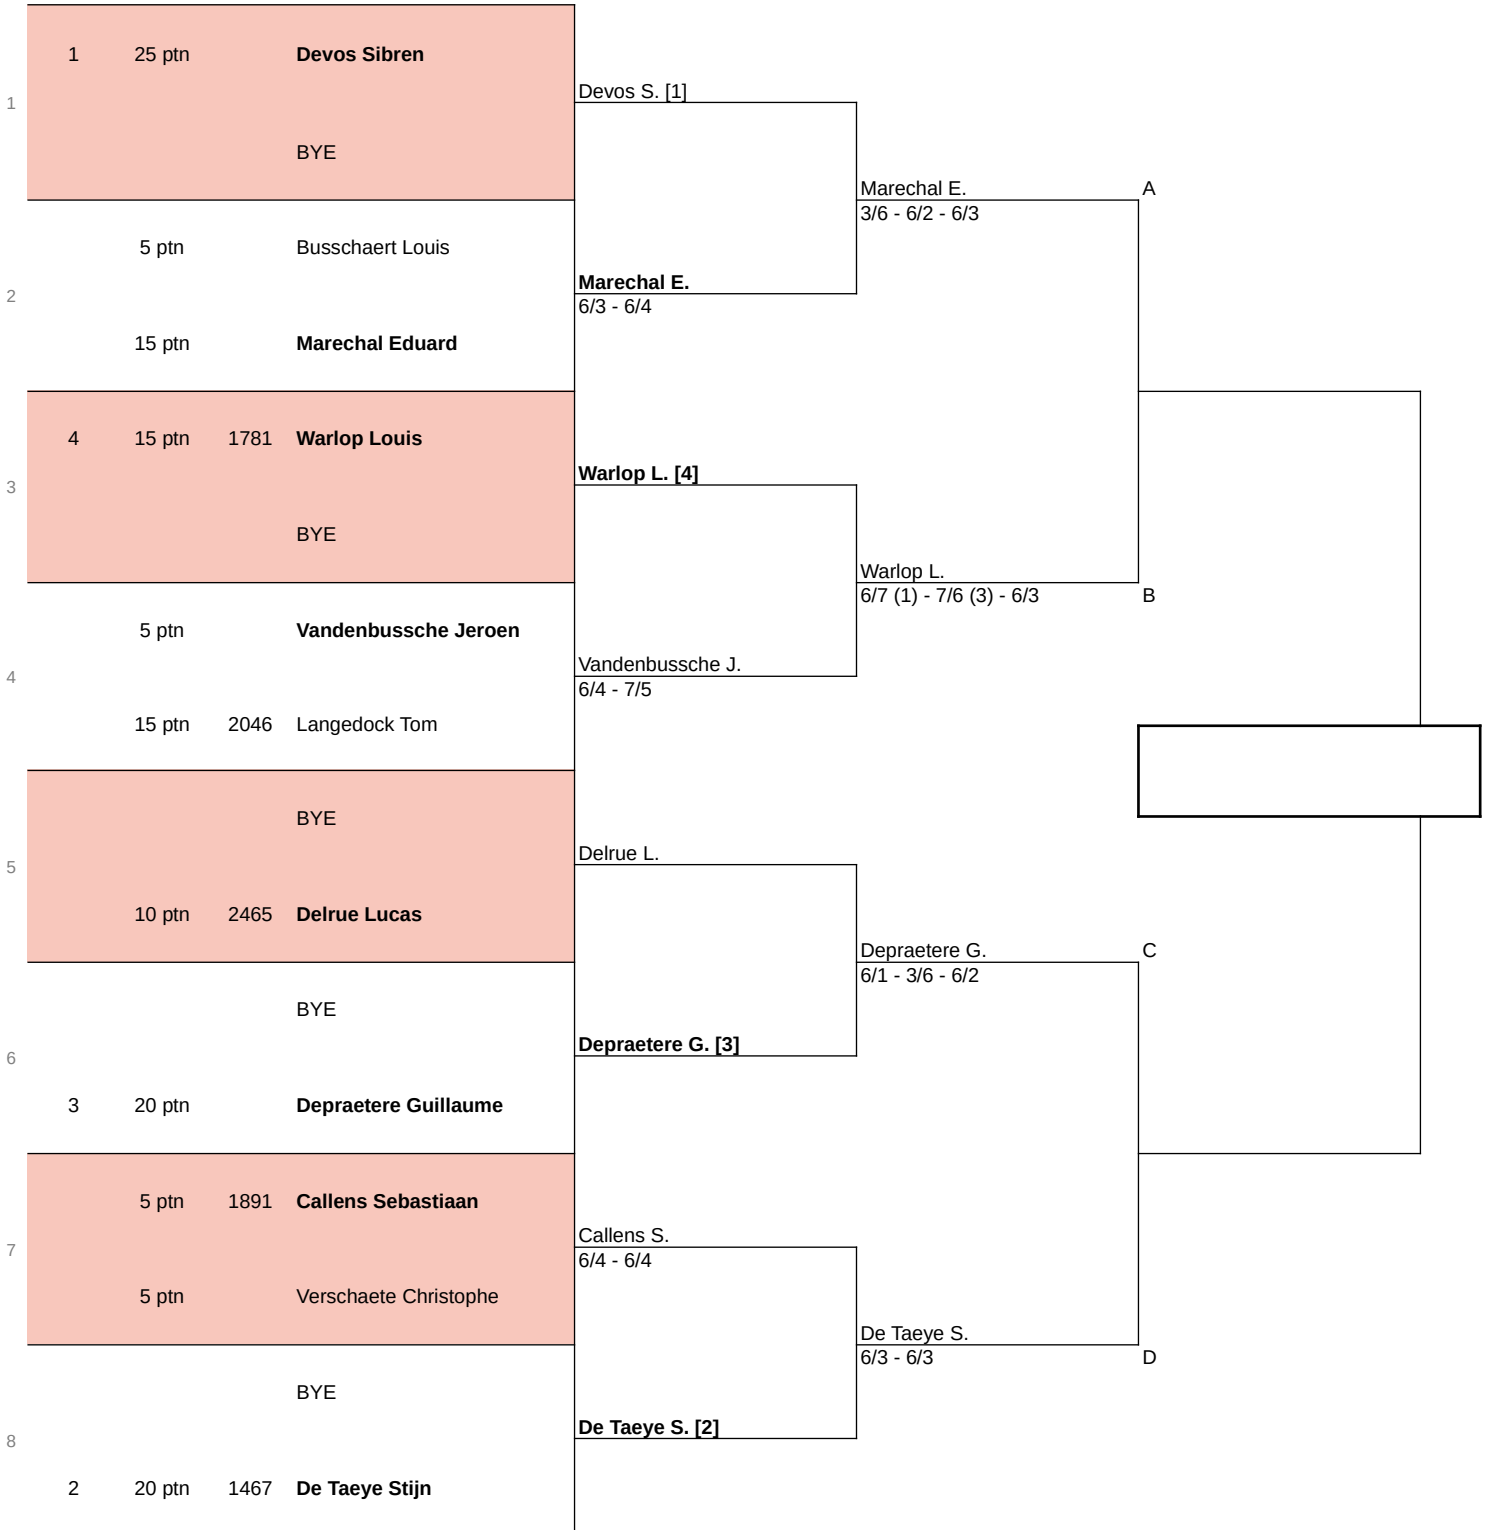 1 25 ptn Devos Sibren
Devos S. [1]
1
BYE
Marechal E. A
3/6 - 6/2 - 6/3
5 ptn Busschaert Louis
Marechal E.
2
6/3 - 6/4
15 ptn Marechal Eduard
4 15 ptn 1781 Warlop Louis
Warlop L. [4]
3
BYE
Warlop L.
6/7 (1) - 7/6 (3) - 6/3 B
5 ptn Vandenbussche Jeroen
Vandenbussche J.
4
6/4 - 7/5
15 ptn 2046 Langedock Tom
BYE
Delrue L.
5
10 ptn 2465 Delrue Lucas
Depraetere G. C
6/1 - 3/6 - 6/2
BYE
Depraetere G. [3]
6
3 20 ptn Depraetere Guillaume
5 ptn 1891 Callens Sebastiaan
Callens S.
7
6/4 - 6/4
5 ptn Verschaete Christophe
De Taeye S.
6/3 - 6/3 D
BYE
De Taeye S. [2]
8
2 20 ptn 1467 De Taeye Stijn